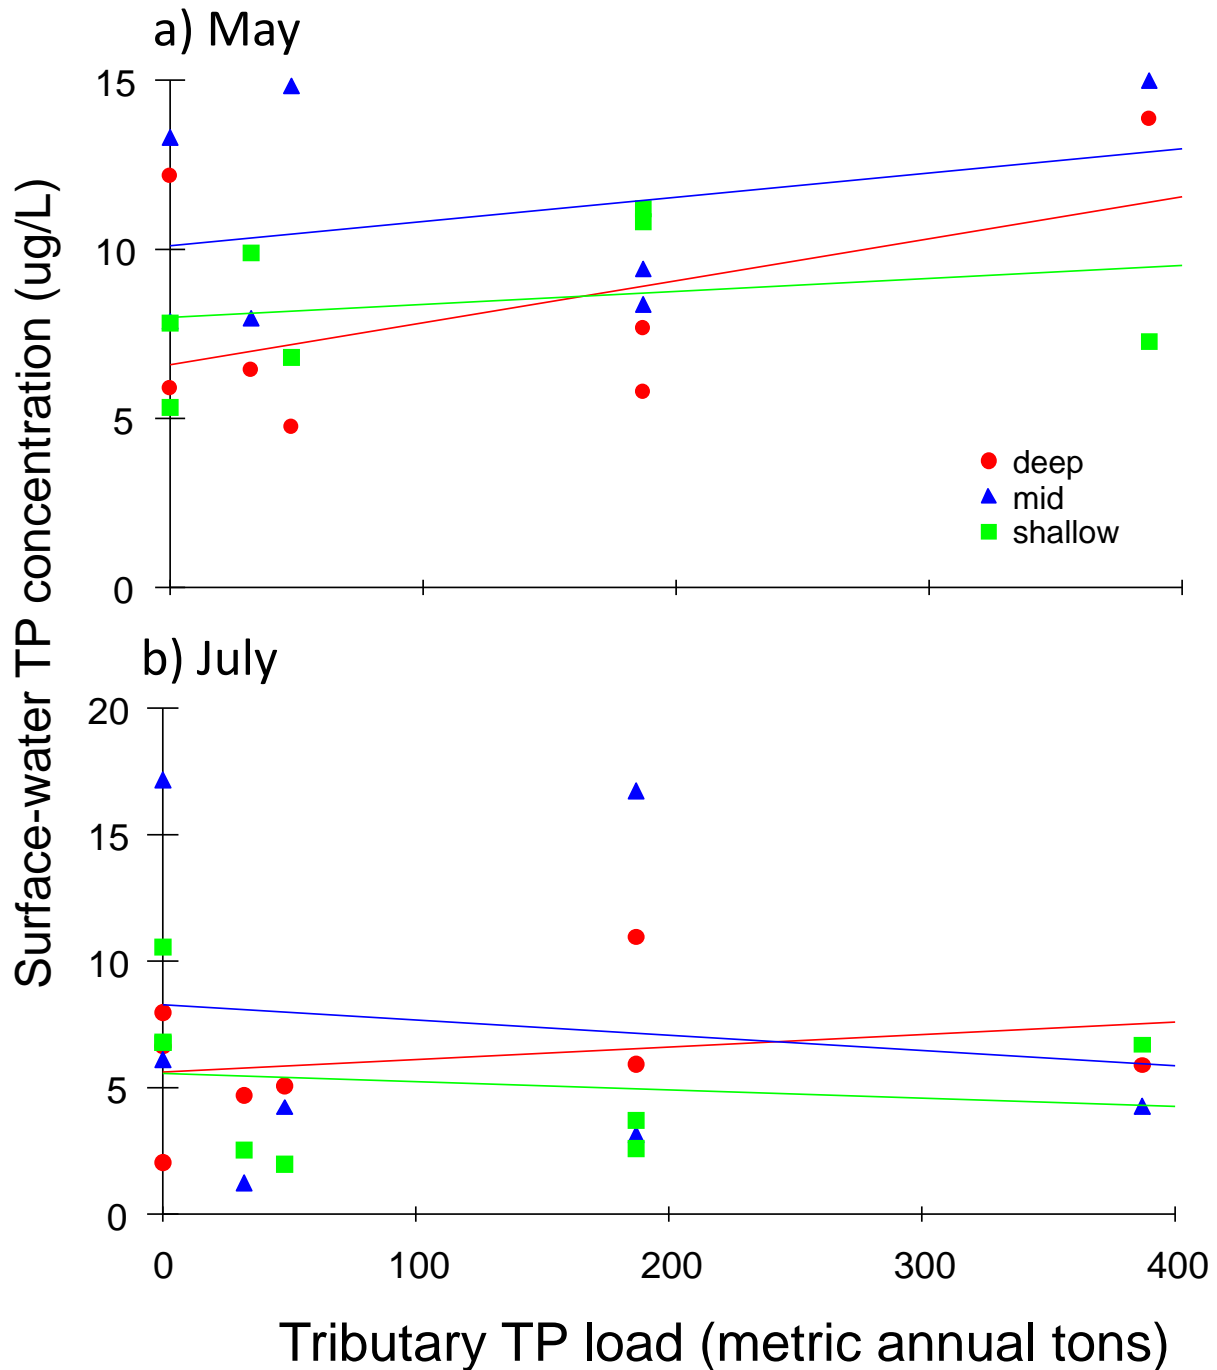 a) May
15
10
5
0
deep
mid
shallow
b) July
20
15
10
5
0
0 100 200 300 400
Surface-water TP concentration (ug/L)
Tributary TP load (metric annual tons)